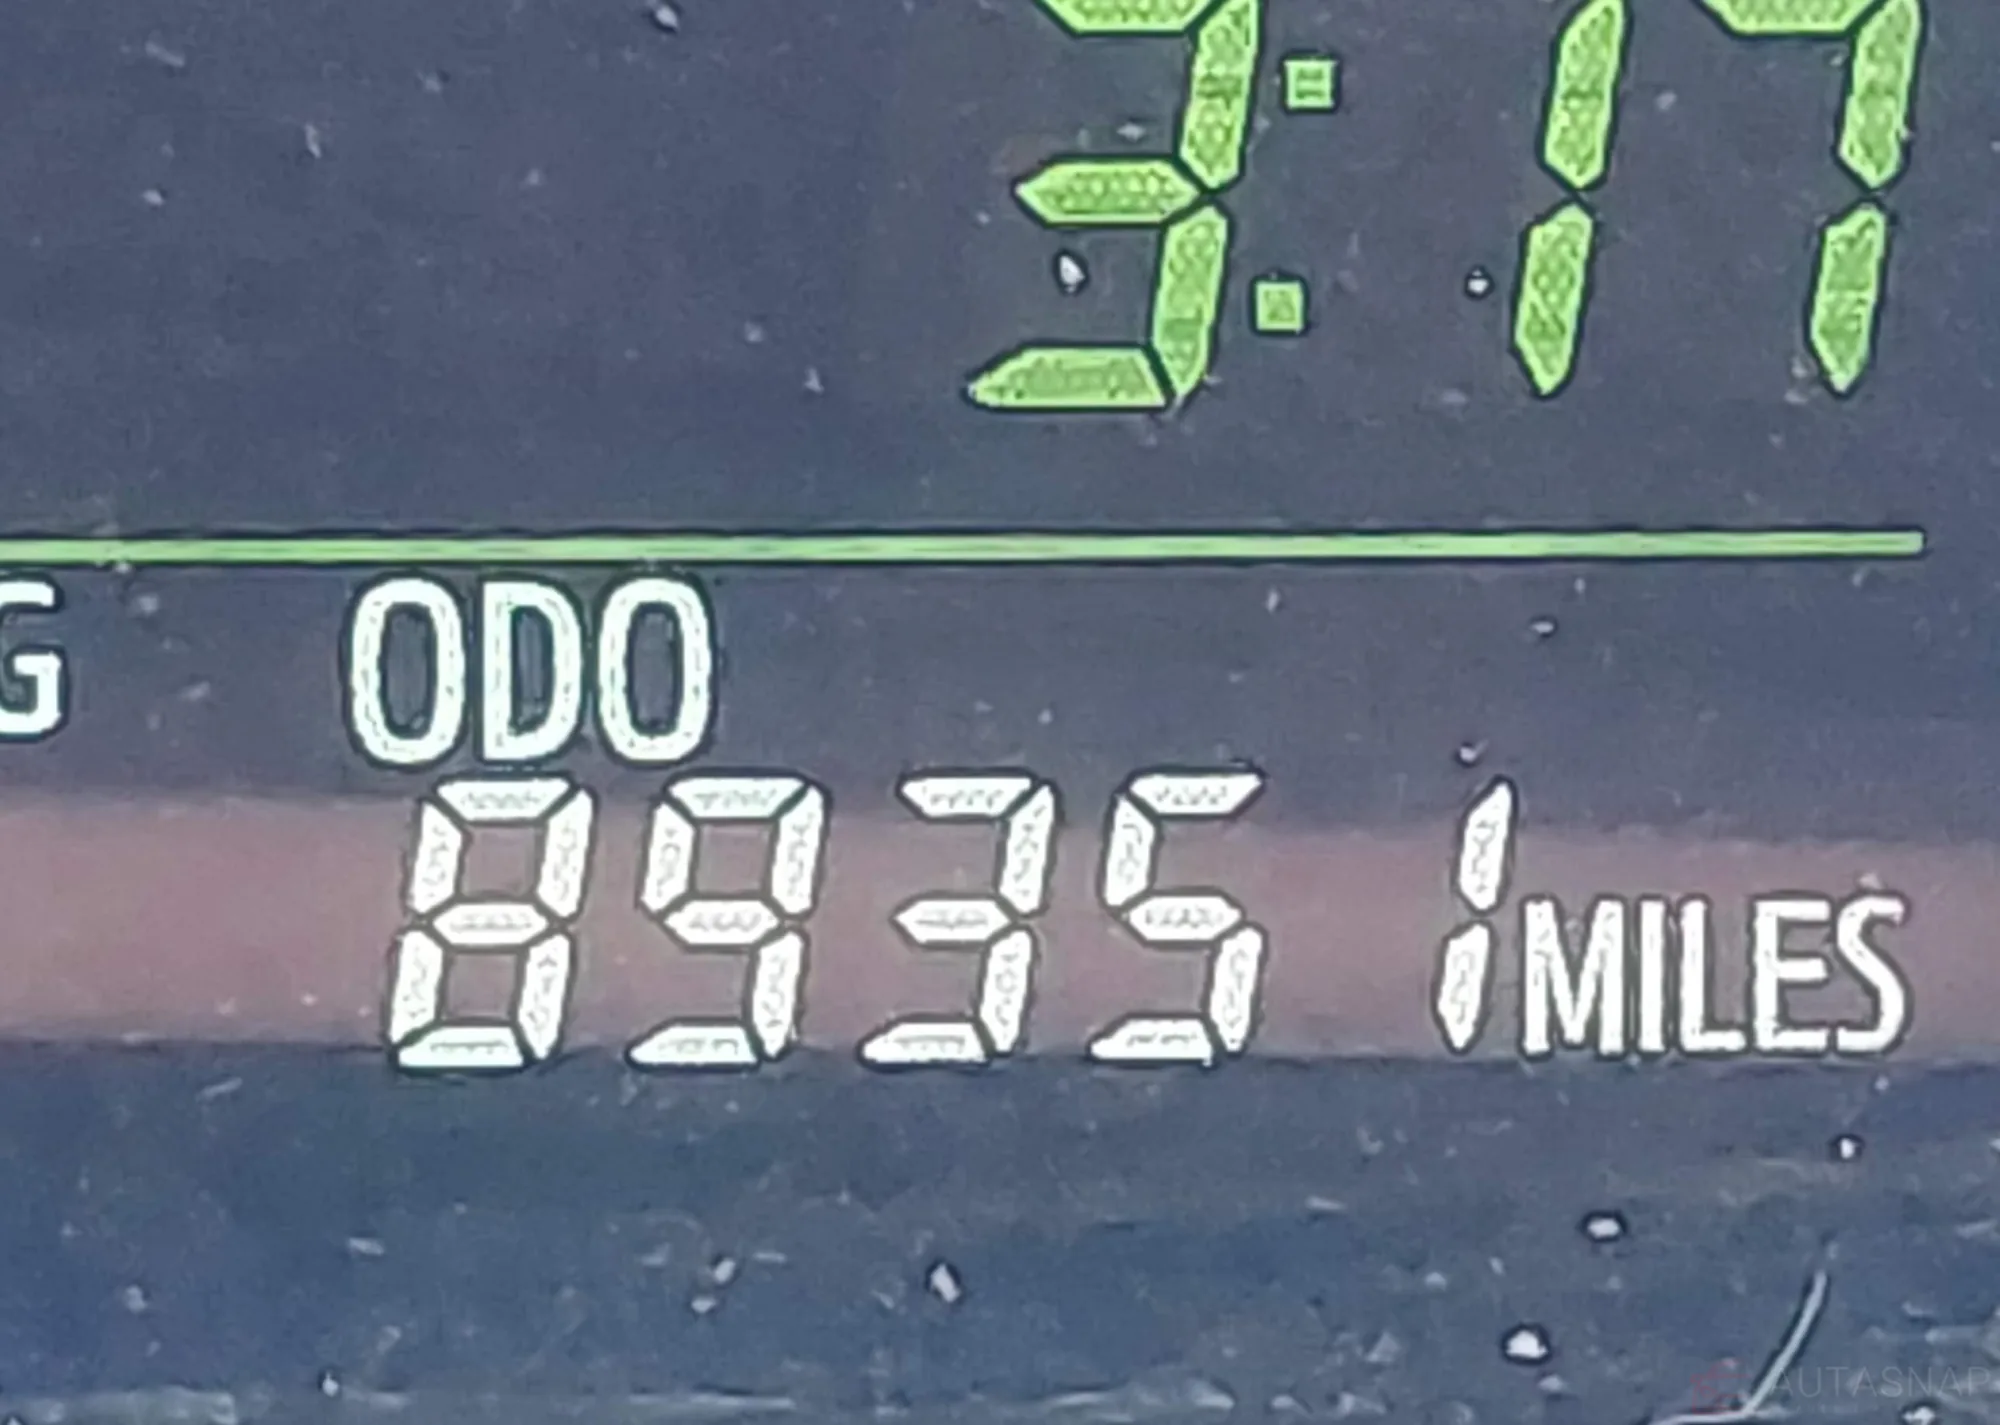 3:17
G ODO
89351 MILES
AUTASNAP